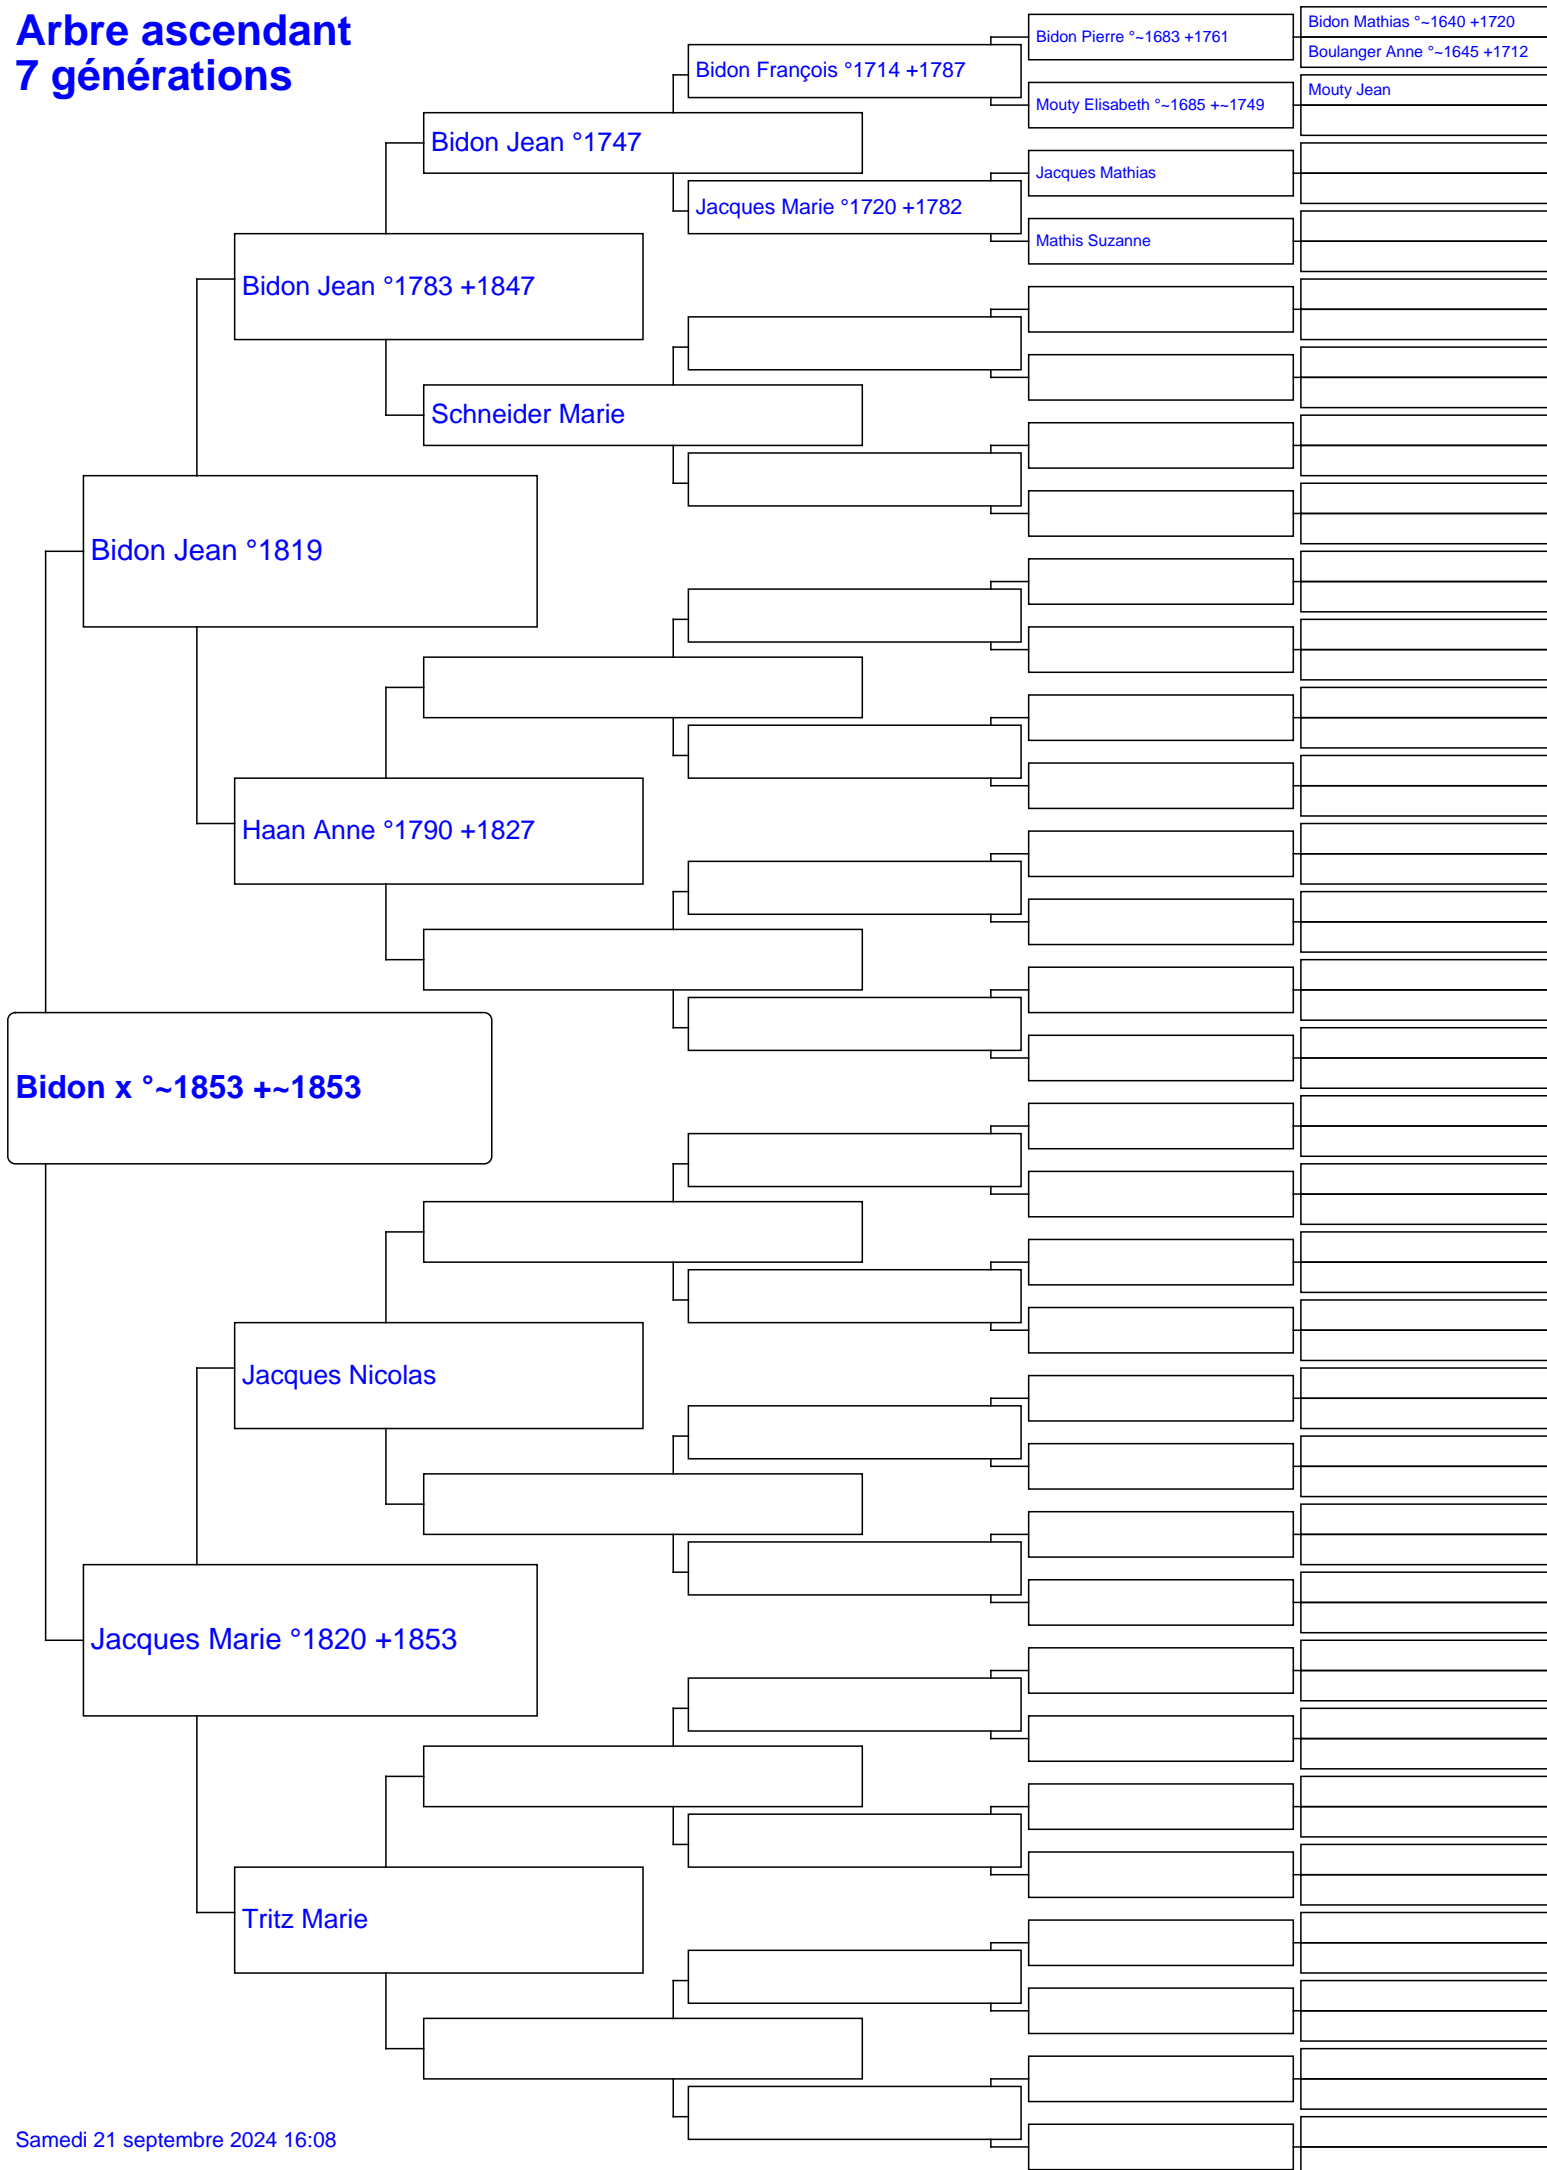 Arbre ascendant
7 générations
Bidon Mathias °~1640 +1720
Bidon Pierre °~1683 +1761
Boulanger Anne °~1645 +1712
Bidon François °1714 +1787
Mouty Jean
Mouty Elisabeth °~1685 +~1749
Bidon Jean °1747
Jacques Mathias
Jacques Marie °1720 +1782
Mathis Suzanne
Bidon Jean °1783 +1847
Schneider Marie
Bidon Jean °1819
Haan Anne °1790 +1827
Bidon x °~1853 +~1853
Jacques Nicolas
Jacques Marie °1820 +1853
Tritz Marie
Samedi 21 septembre 2024 16:08